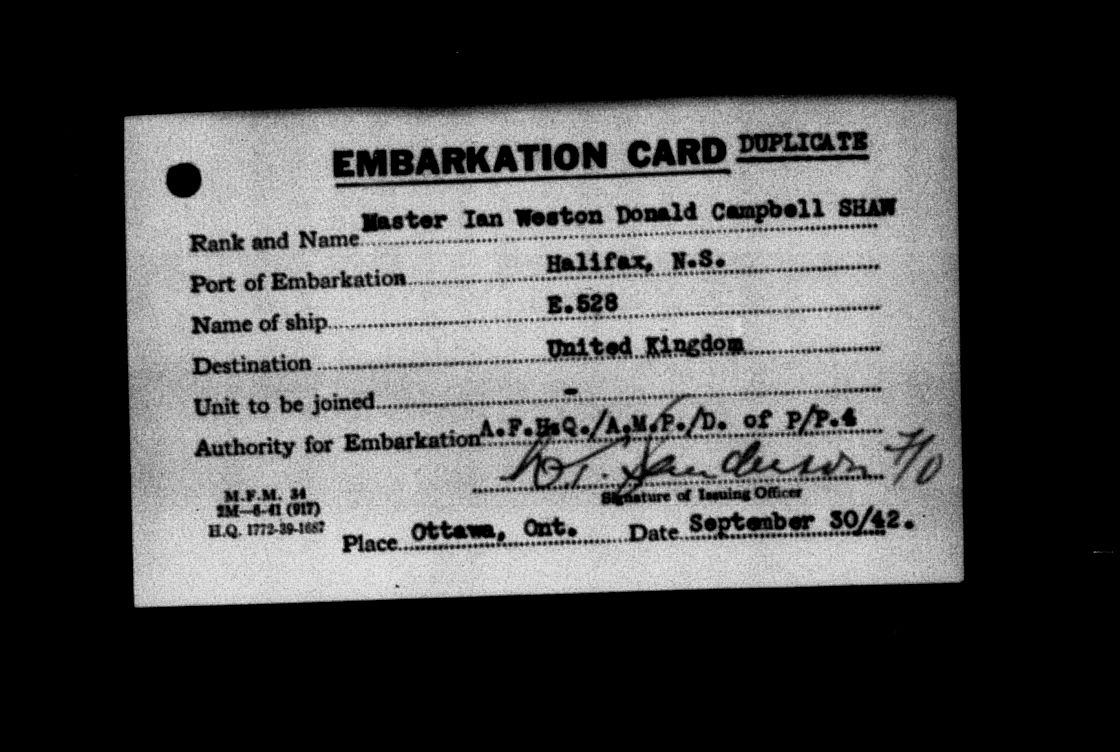 EMBARKATION CARD DUPLICATE
Rank and Name Master Ian Weston Donald Campbell SHAW
Port of Embarkation Halifax, N.S.
Name of ship E.528
Destination United Kingdom
Unit to be joined -
Authority for Embarkation A.F.H.Q./A.M.P./D. of P/P.4
Sanderson F/O
Signature of Issuing Officer
M.F.M. 34
2M—6-41 (917)
H.Q. 1772-39-1687
Place Ottawa, Ont. Date September 30/42.